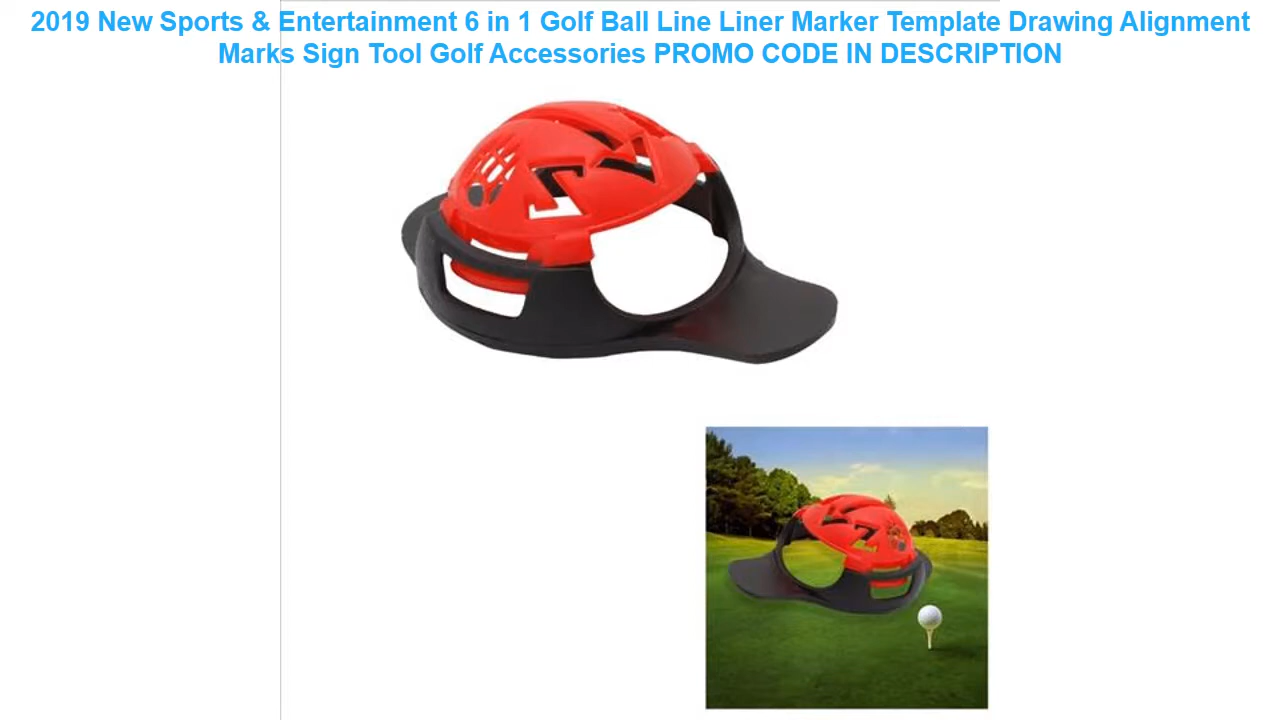 2019 New Sports & Entertainment 6 in 1 Golf Ball Line Liner Marker Template Drawing Alignment
Marks Sign Tool Golf Accessories PROMO CODE IN DESCRIPTION